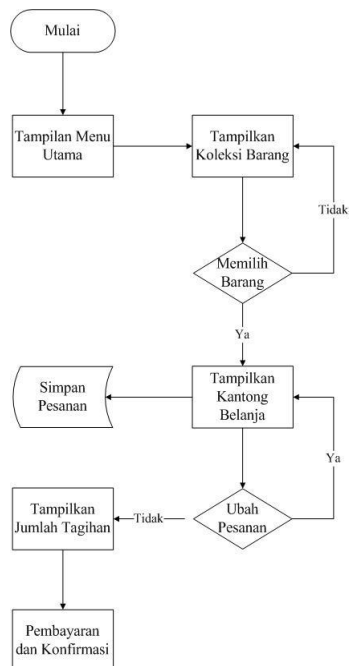 Mulai
Tampilan Menu
Utama
Tampilkan
Koleksi Barang
Tidak
Memilih
Barang
Ya
Simpan
Pesanan
Tampilkan
Kantong
Belanja
Ya
Tampilkan
Jumlah Tagihan
Tidak
Ubah
Pesanan
Pembayaran
dan Konfirmasi